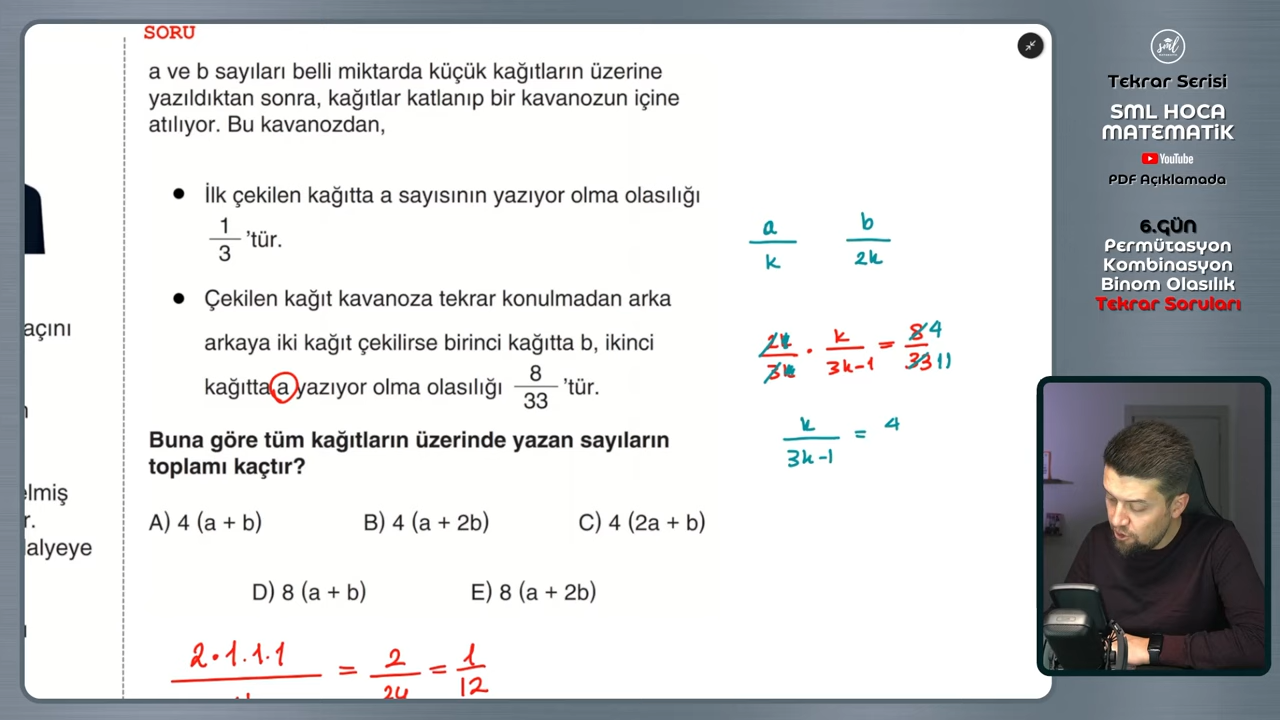 SORU
a ve b sayıları belli miktarda küçük kağıtların üzerine
yazıldıktan sonra, kağıtlar katlanıp bir kavanozun içine
atılıyor. Bu kavanozdan,
● İlk çekilen kağıtta a sayısının yazıyor olma olasılığı
1/3 'tür.
● Çekilen kağıt kavanoza tekrar konulmadan arka
arkaya iki kağıt çekilirse birinci kağıtta b, ikinci
kağıtta a yazıyor olma olasılığı 8/33 'tür.
Buna göre tüm kağıtların üzerinde yazan sayıların
toplamı kaçtır?
A) 4 (a + b) B) 4 (a + 2b) C) 4 (2a + b)
D) 8 (a + b) E) 8 (a + 2b)
2.1.1.1 / = 2/24 = 1/12
a/k b/2k
2k/3k . k/3k-1 = 8/33 4 11
k/3k-1 = 4
açını
elmiş
r.
dalyeye
sml
Tekrar Serisi
SML HOCA
MATEMATİK
YouTube
PDF Açıklamada
6.GÜN
Permütasyon
Kombinasyon
Binom Olasılık
Tekrar Soruları